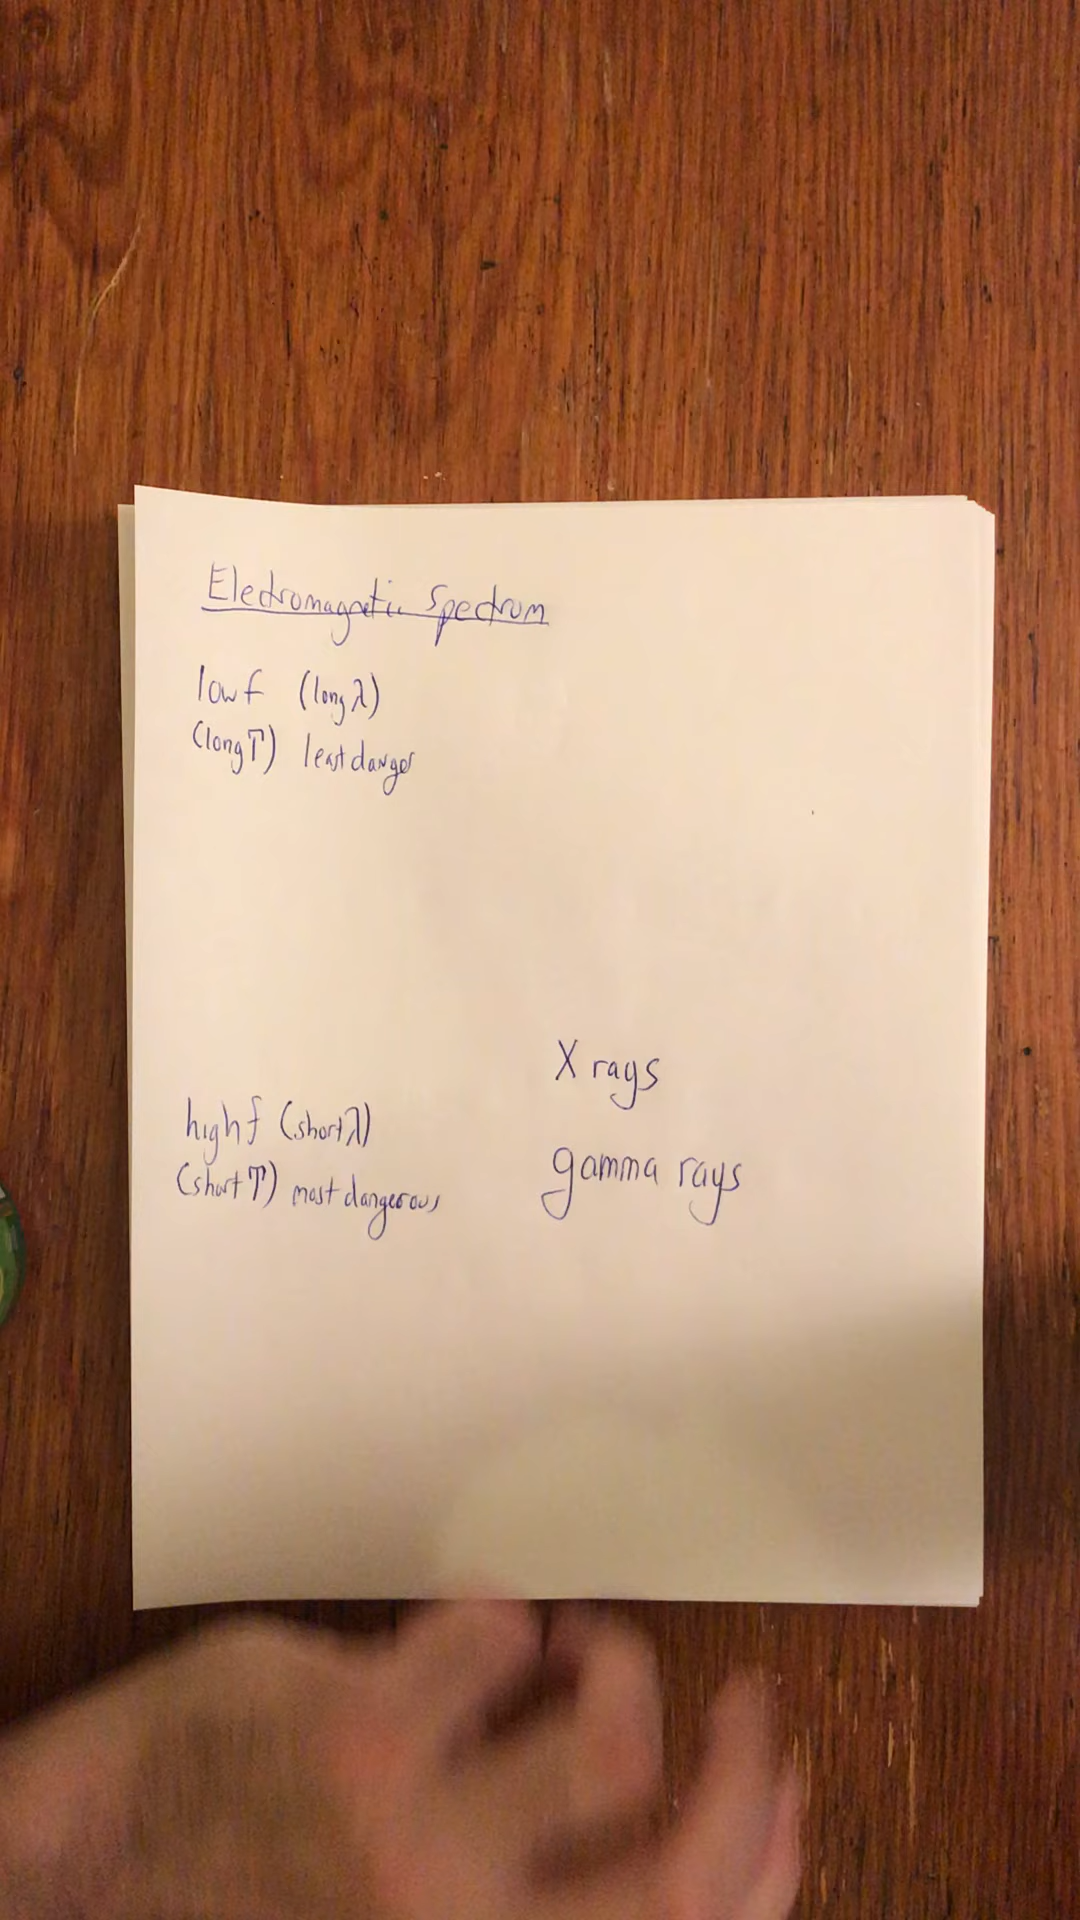 Electromagnetic Spectrum
low f (long λ)
(long T) least danger
X rays
high f (short λ)
gamma rays
(short T) most dangerous